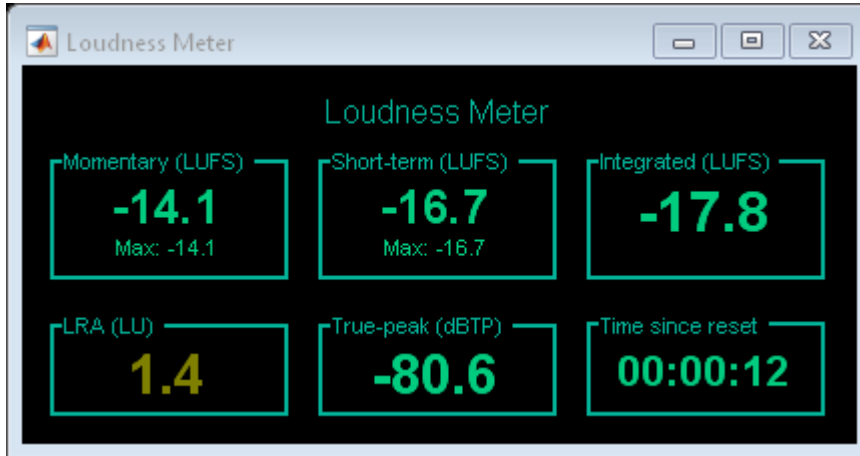 Loudness Meter
Loudness Meter
Momentary (LUFS)
-14.1
Max: -14.1
Short-term (LUFS)
-16.7
Max: -16.7
Integrated (LUFS)
-17.8
LRA (LU)
1.4
True-peak (dBTP)
-80.6
Time since reset
00:00:12